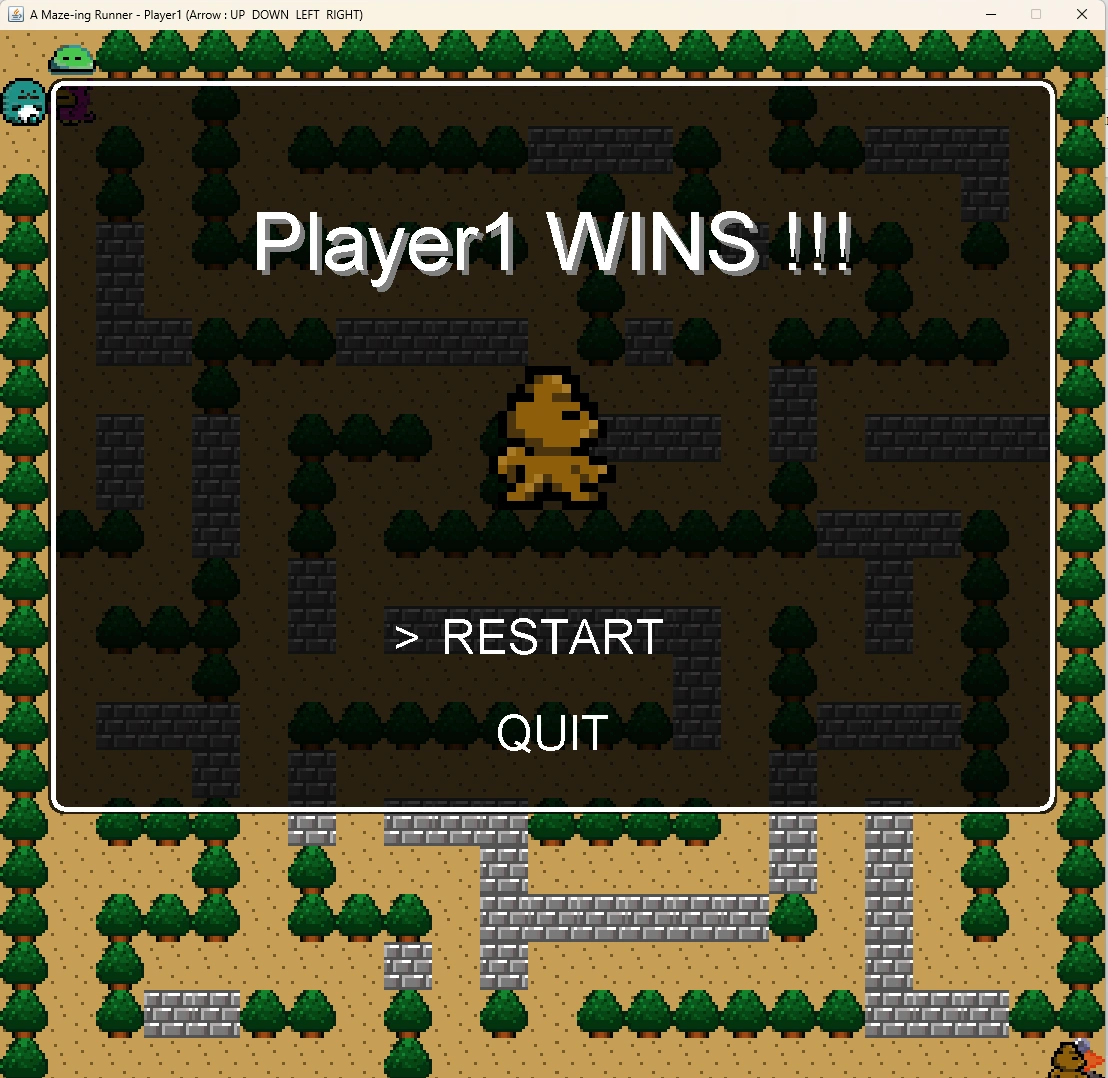 A Maze-ing Runner - Player1 (Arrow : UP DOWN LEFT RIGHT)
Player1 WINS !!!
> RESTART
QUIT